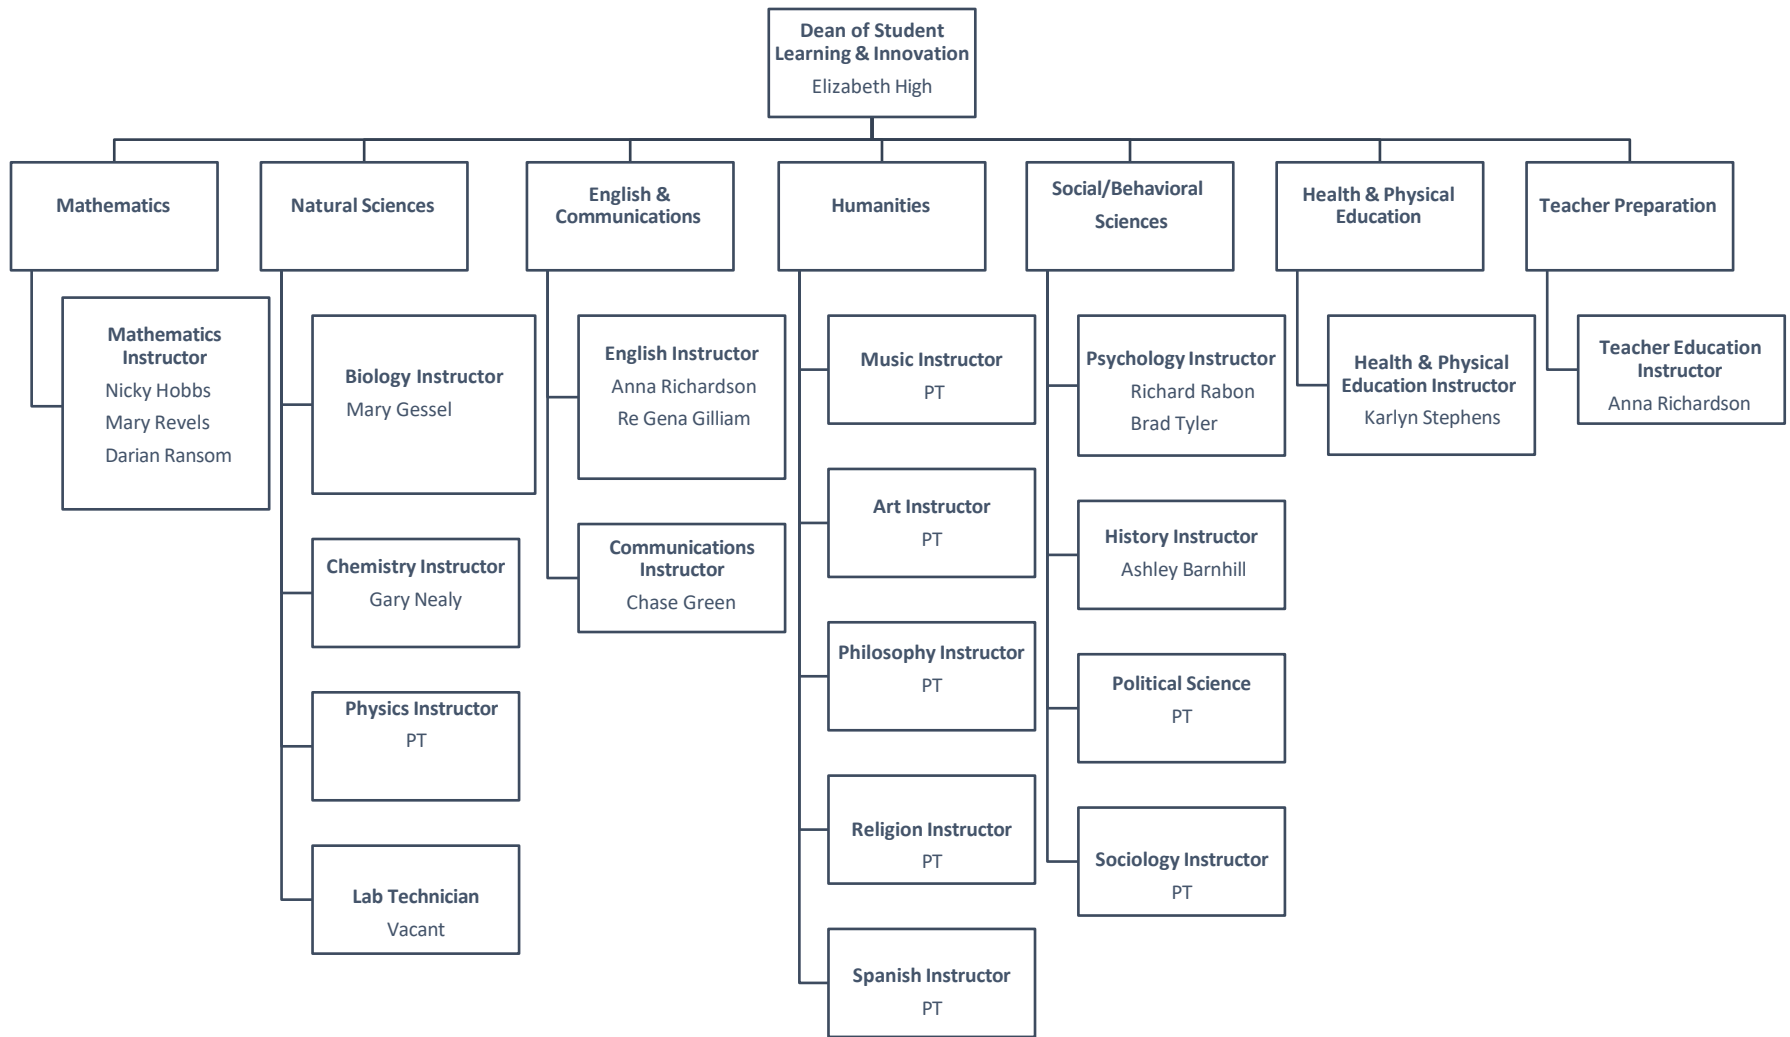 Dean of Student
Learning & Innovation
Elizabeth High
Mathematics
Mathematics
Instructor
Nicky Hobbs
Mary Revels
Darian Ransom
Natural Sciences
Biology Instructor
Mary Gessel
Chemistry Instructor
Gary Nealy
Physics Instructor
PT
Lab Technician
Vacant
English &
Communications
English Instructor
Anna Richardson
Re Gena Gilliam
Communications
Instructor
Chase Green
Humanities
Music Instructor
PT
Art Instructor
PT
Philosophy Instructor
PT
Religion Instructor
PT
Spanish Instructor
PT
Social/Behavioral
Sciences
Psychology Instructor
Richard Rabon
Brad Tyler
History Instructor
Ashley Barnhill
Political Science
PT
Sociology Instructor
PT
Health & Physical
Education
Health & Physical
Education Instructor
Karlyn Stephens
Teacher Preparation
Teacher Education
Instructor
Anna Richardson